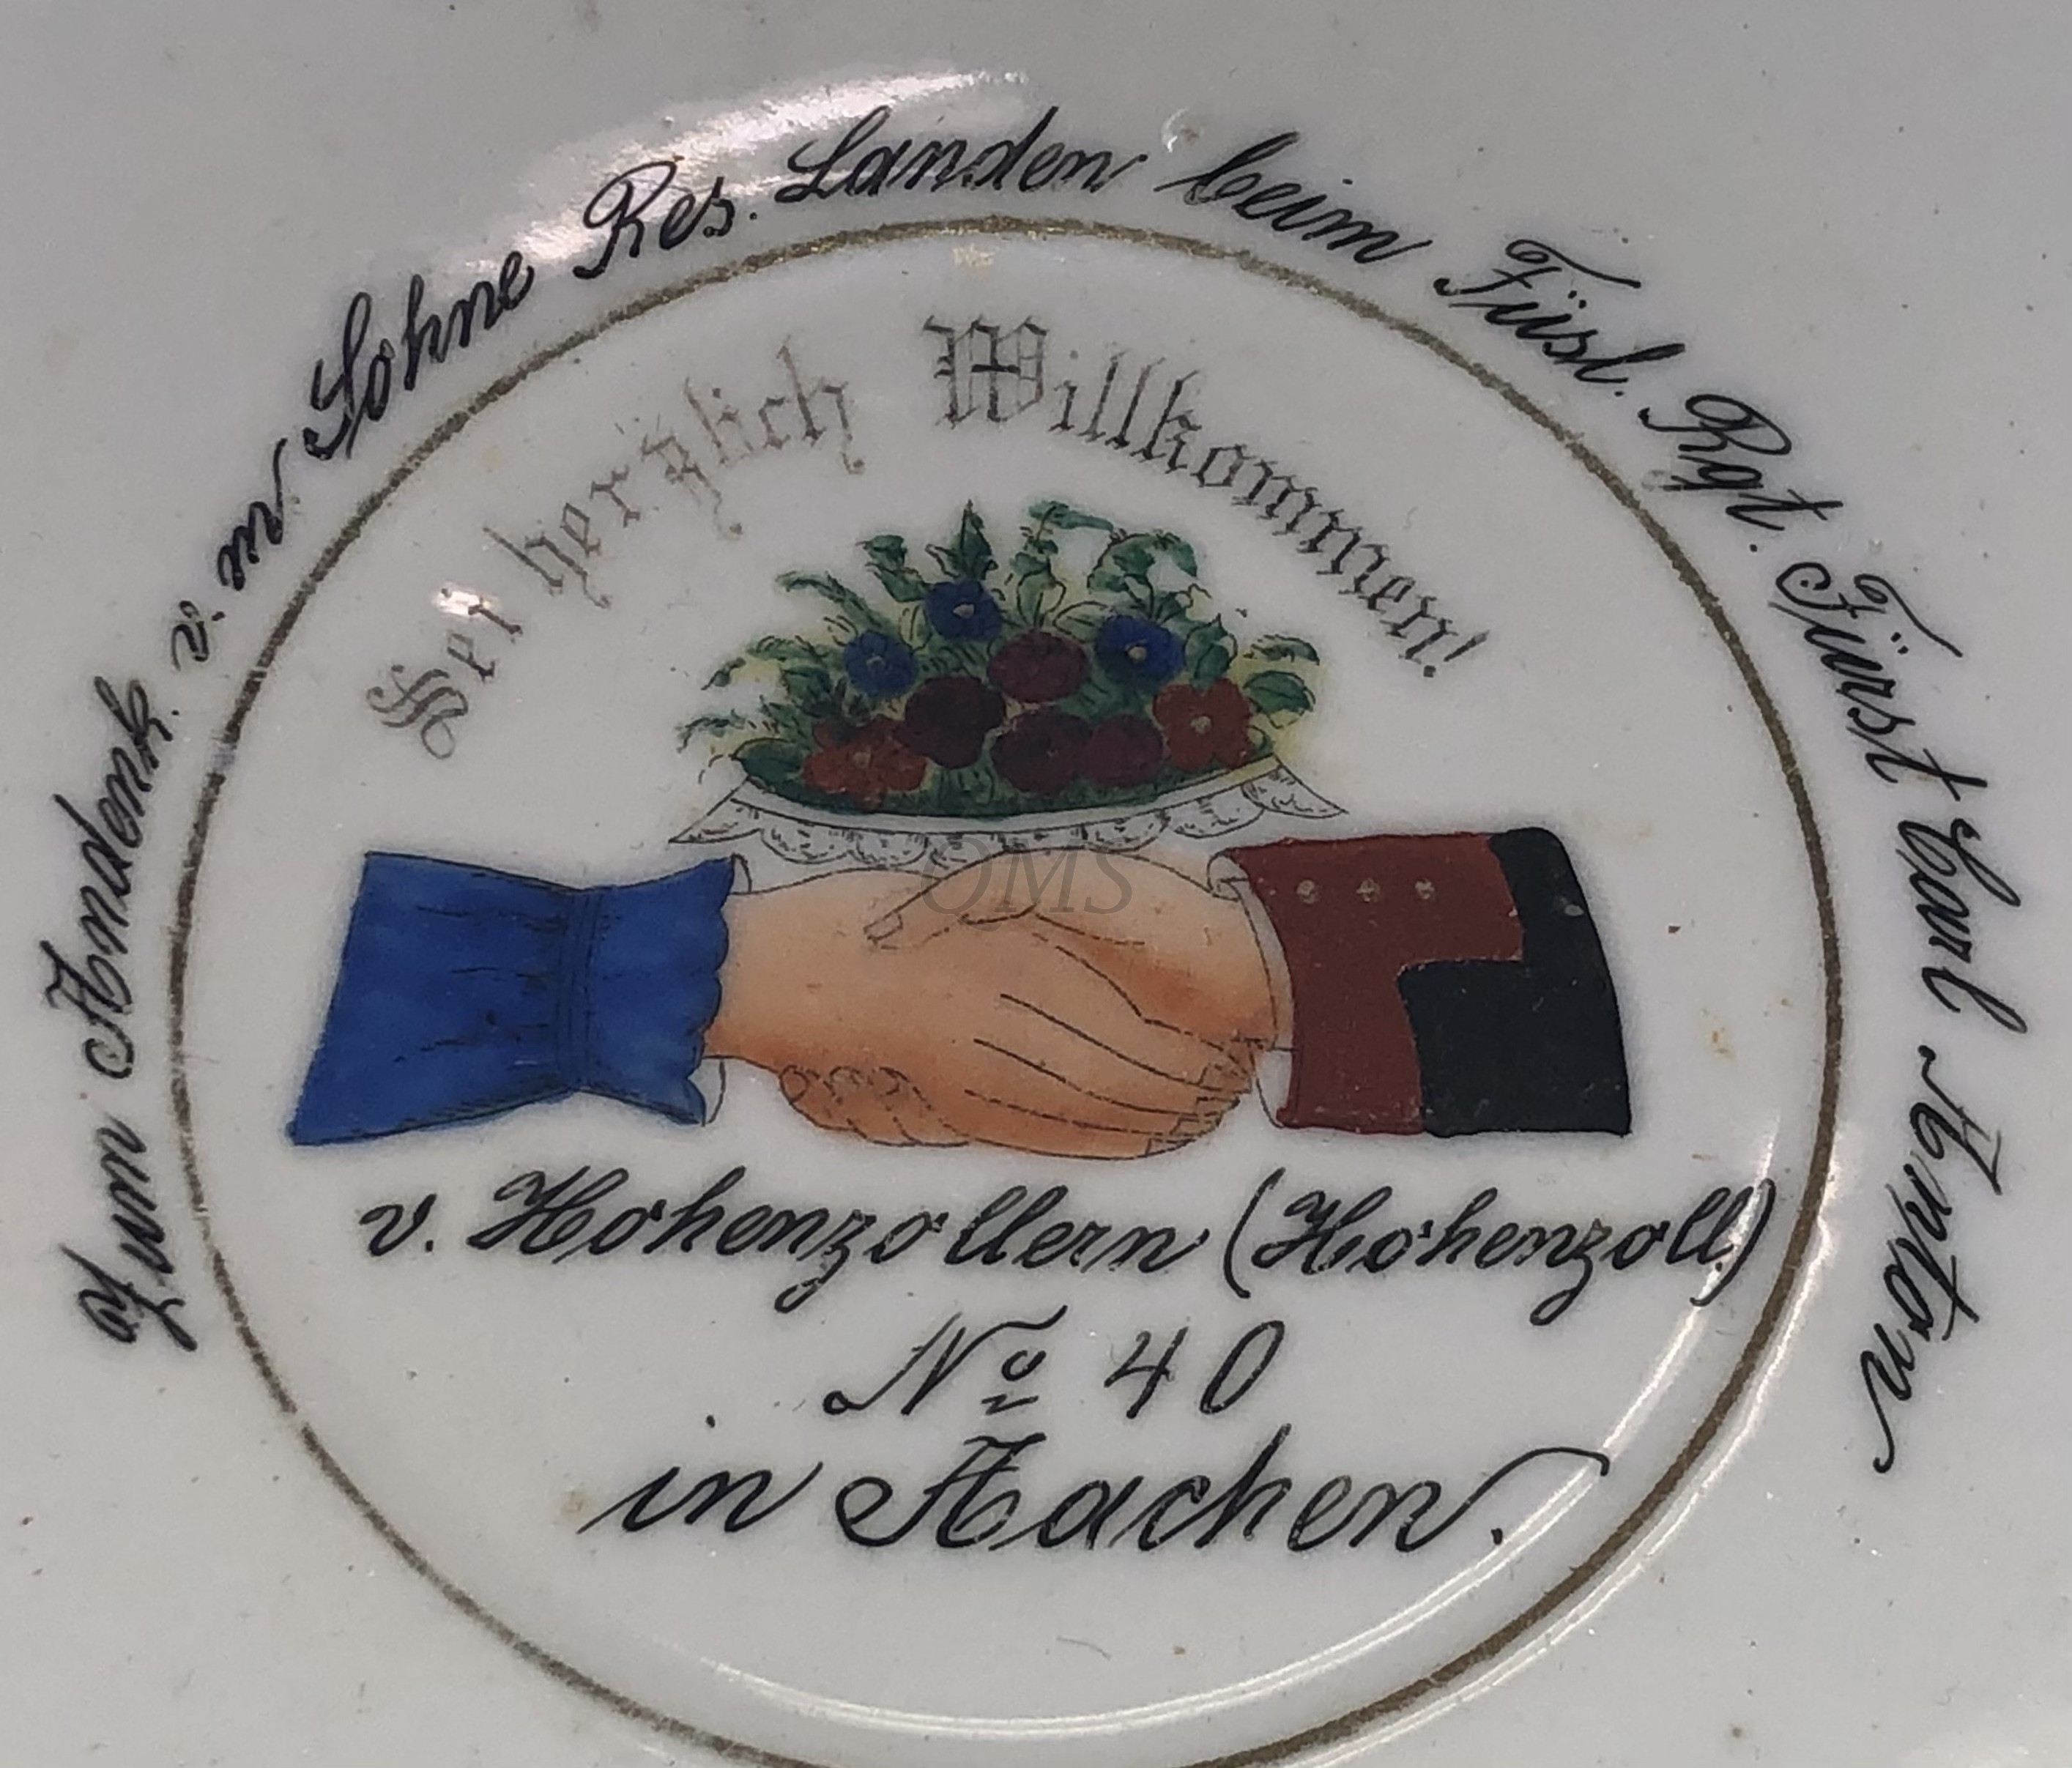 Zum Andenk. v. m Sohne Res. Landen beim Füsl. Rgt. Fürst Carl Anton
Sei herzlich Willkommen!
OMS
v. Hohenzollern (Hohenzoll)
No 40
in Aachen.